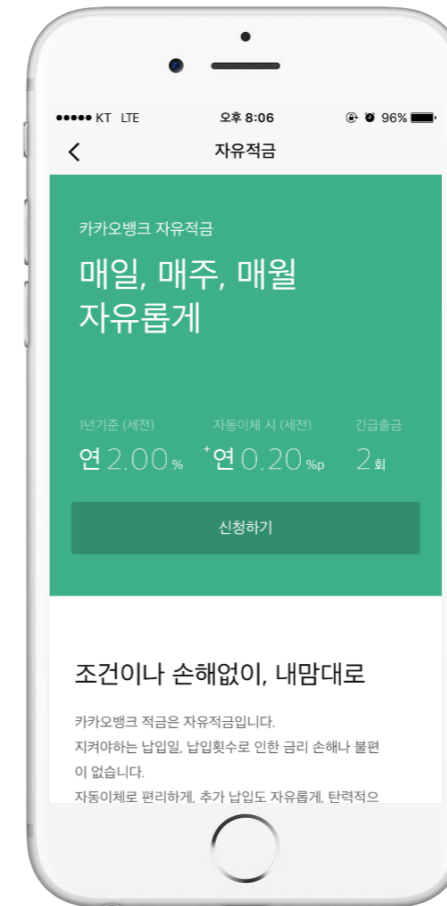 KT LTE 오후 8:06 96%
자유적금
카카오뱅크 자유적금
매일, 매주, 매월
자유롭게
1년기준 (세전) 자동이체 시 (세전) 긴급출금
연 2.00 % +연 0.20 %p 2 회
신청하기
조건이나 손해없이, 내맘대로
카카오뱅크 적금은 자유적금입니다.
지켜야하는 납입일, 납입횟수로 인한 금리 손해나 불편
이 없습니다.
자동이체로 편리하게, 추가 납입도 자유롭게, 탄력적으